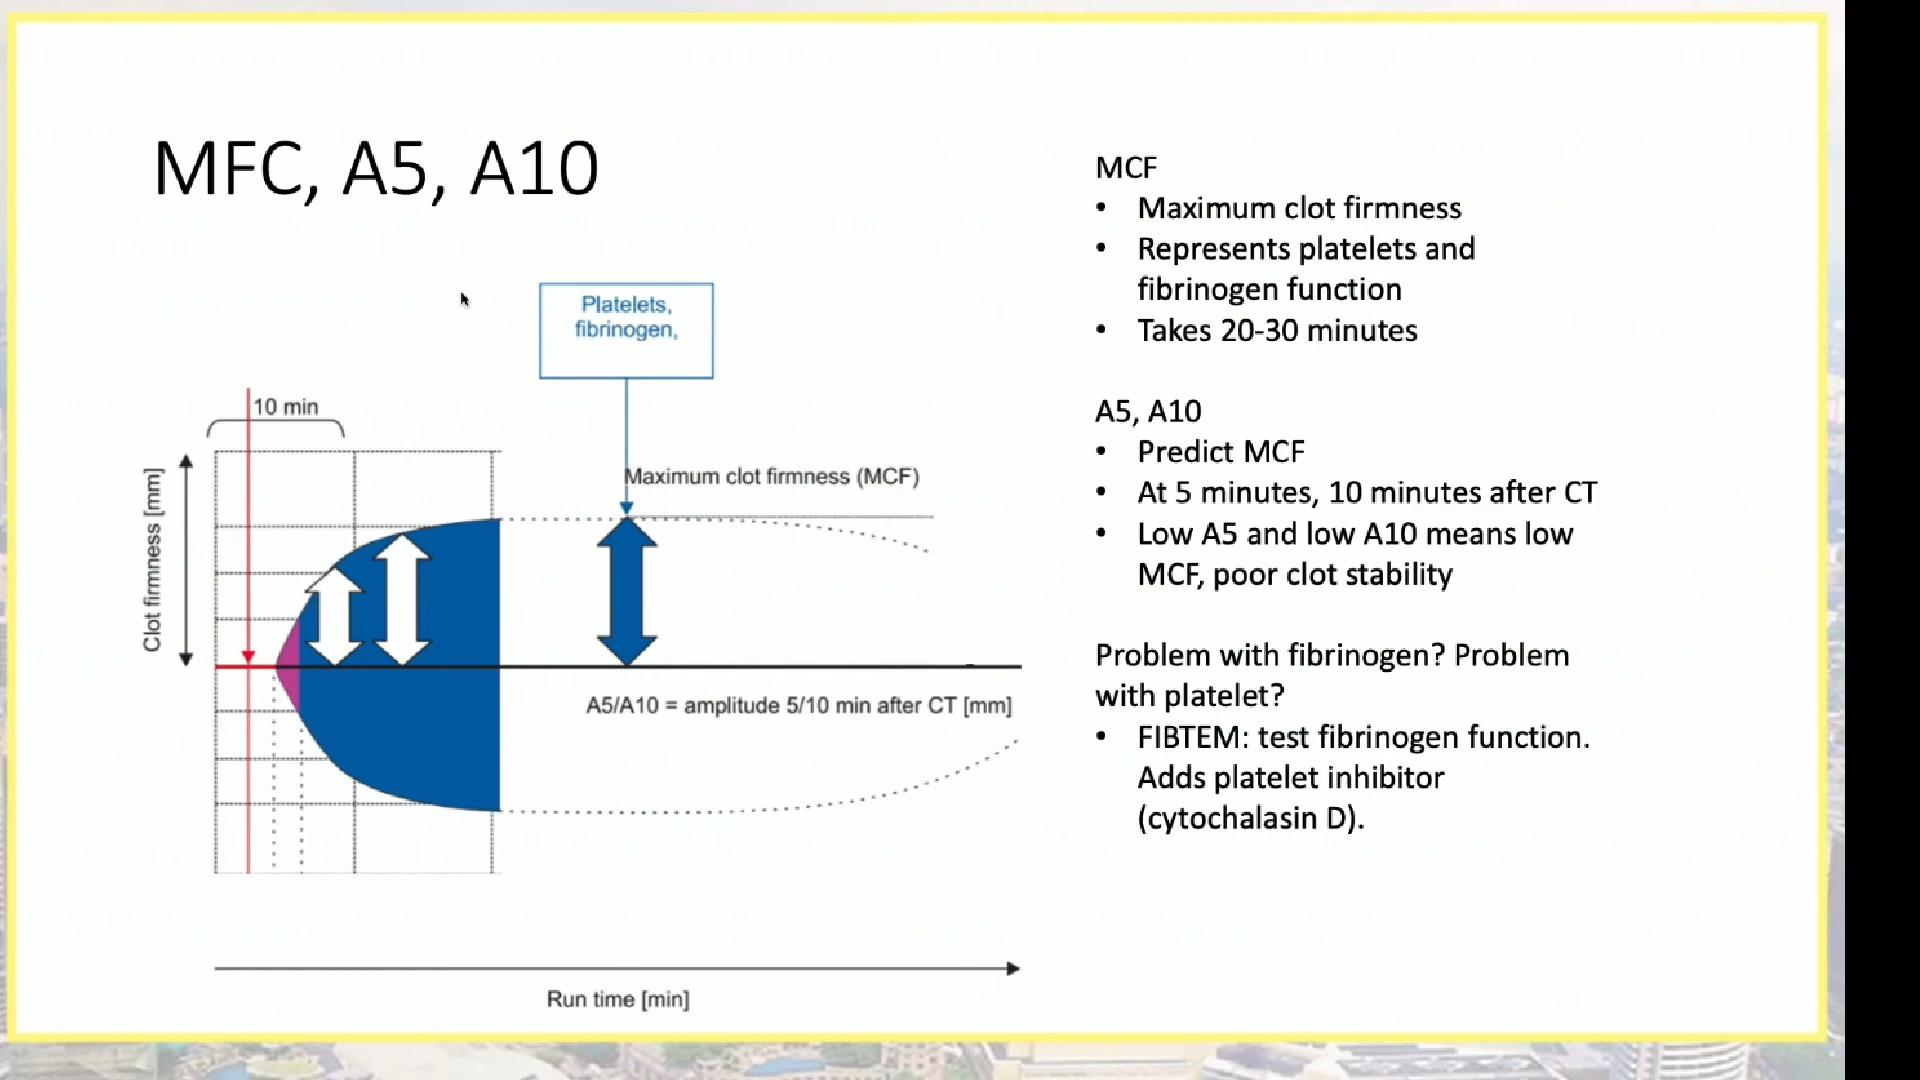 MFC, A5, A10
Platelets,
fibrinogen,
10 min
Maximum clot firmness (MCF)
Clot firmness [mm]
A5/A10 = amplitude 5/10 min after CT [mm]
Run time [min]
MCF
• Maximum clot firmness
• Represents platelets and
fibrinogen function
• Takes 20-30 minutes
A5, A10
• Predict MCF
• At 5 minutes, 10 minutes after CT
• Low A5 and low A10 means low
MCF, poor clot stability
Problem with fibrinogen? Problem
with platelet?
• FIBTEM: test fibrinogen function.
Adds platelet inhibitor
(cytochalasin D).